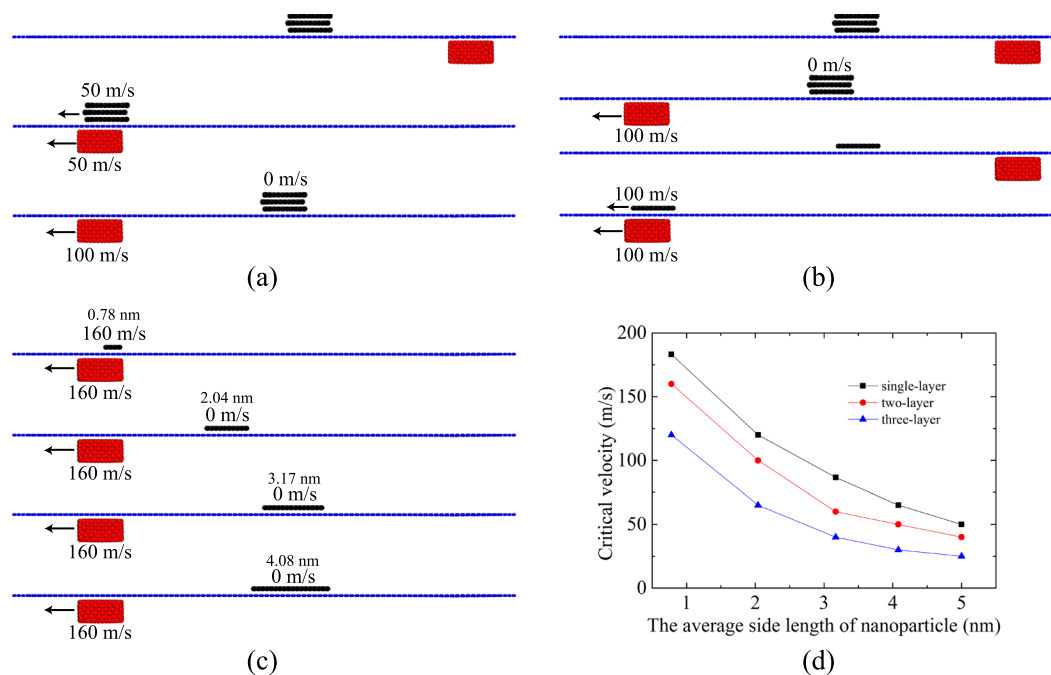 50 m/s
50 m/s
0 m/s
100 m/s
(a)
0 m/s
100 m/s
100 m/s
100 m/s
(b)
0.78 nm
160 m/s
160 m/s
2.04 nm
0 m/s
160 m/s
3.17 nm
0 m/s
160 m/s
4.08 nm
0 m/s
160 m/s
(c)
Critical velocity (m/s)
200
150
100
50
0
single-layer
two-layer
three-layer
1 2 3 4 5
The average side length of nanoparticle (nm)
(d)